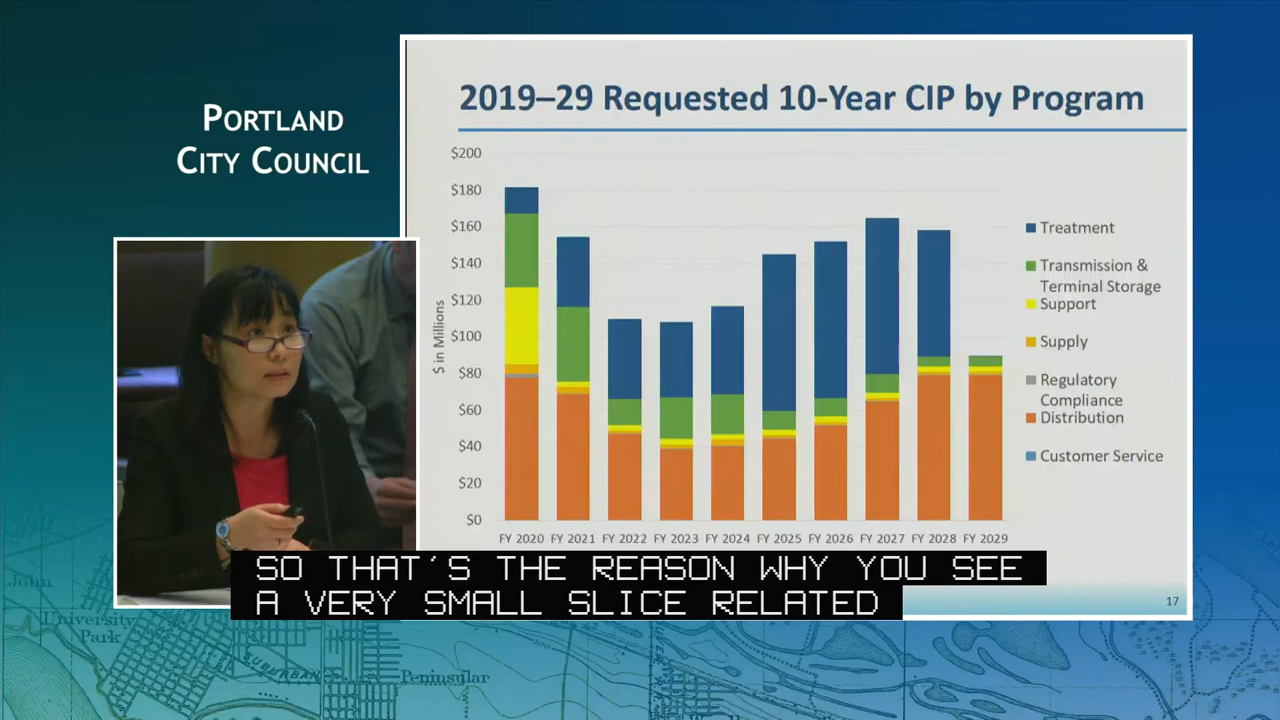 PORTLAND
CITY COUNCIL
2019–29 Requested 10-Year CIP by Program
$ in Millions
$200
$180
$160
$140
$120
$100
$80
$60
$40
$20
$0
FY 2020 FY 2021 FY 2022 FY 2023 FY 2024 FY 2025 FY 2026 FY 2027 FY 2028 FY 2029
Treatment
Transmission &
Terminal Storage
Support
Supply
Regulatory
Compliance
Distribution
Customer Service
17
SO THAT'S THE REASON WHY YOU SEE
A VERY SMALL SLICE RELATED
John
University
Park
SUBURBAN
Peninsular